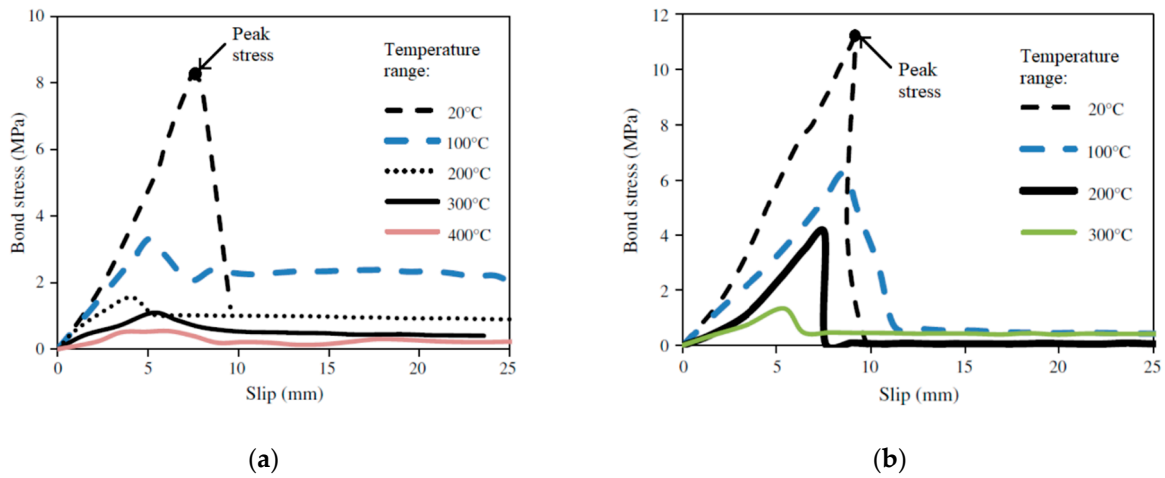 10
8
6
4
2
0
Bond stress (MPa)
0 5 10 15 20 25
Slip (mm)
Peak
stress
Temperature
range:
20°C
100°C
200°C
300°C
400°C
(a)
12
10
8
6
4
2
0
Bond stress (MPa)
0 5 10 15 20 25
Slip (mm)
Peak
stress
Temperature
range:
20°C
100°C
200°C
300°C
(b)